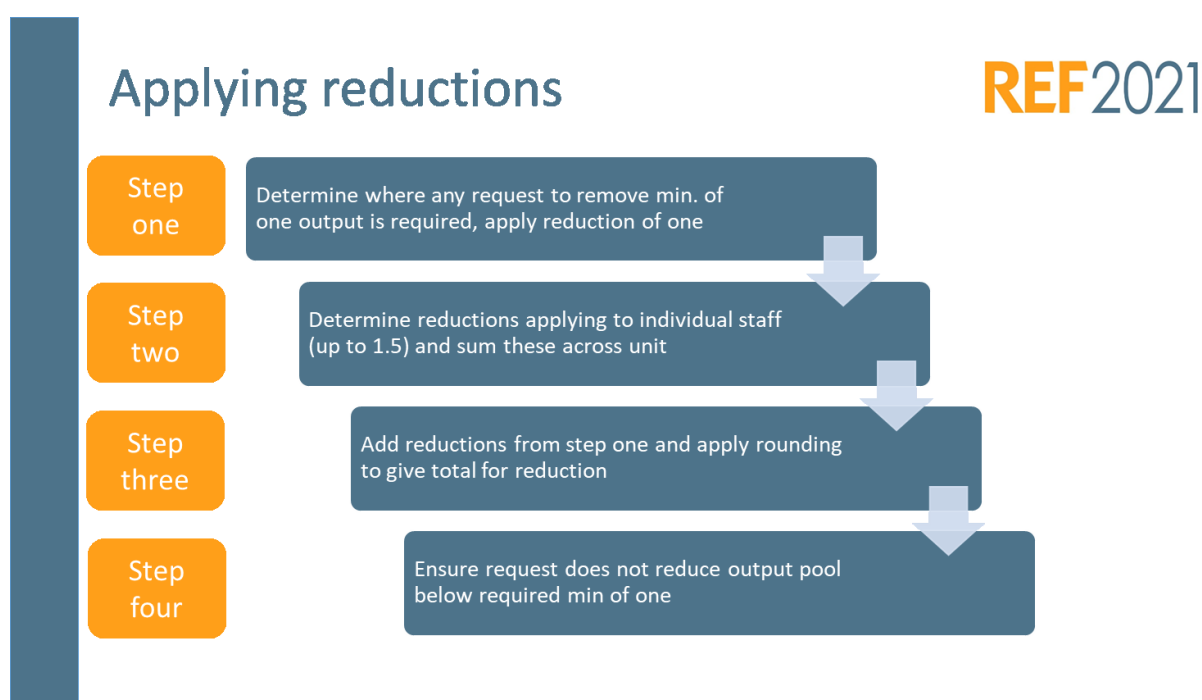 Applying reductions
REF2021
Step
one
Determine where any request to remove min. of
one output is required, apply reduction of one
Step
two
Determine reductions applying to individual staff
(up to 1.5) and sum these across unit
Step
three
Add reductions from step one and apply rounding
to give total for reduction
Step
four
Ensure request does not reduce output pool
below required min of one